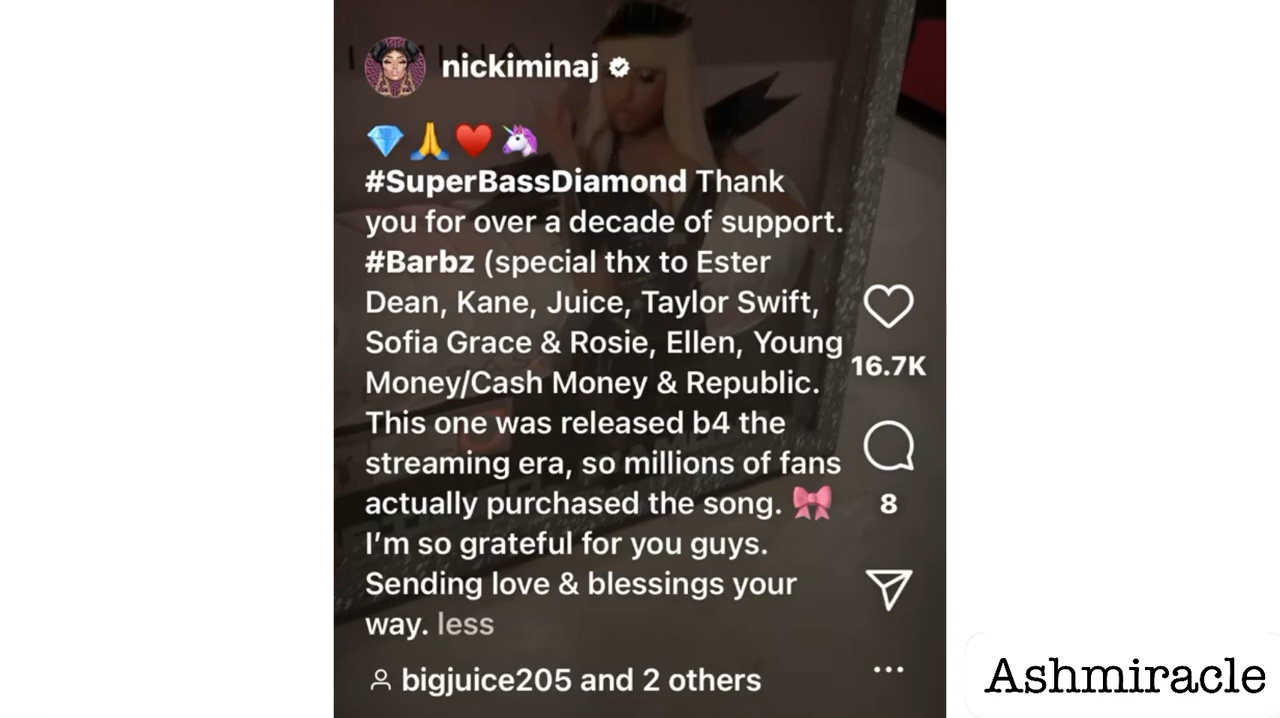 nickiminaj
💎🙏❤️🦄
#SuperBassDiamond Thank
you for over a decade of support.
#Barbz (special thx to Ester
Dean, Kane, Juice, Taylor Swift,
Sofia Grace & Rosie, Ellen, Young
Money/Cash Money & Republic.
This one was released b4 the
streaming era, so millions of fans
actually purchased the song. 🎀
I'm so grateful for you guys.
Sending love & blessings your
way. less
bigjuice205 and 2 others
16.7K
8
Ashmiracle